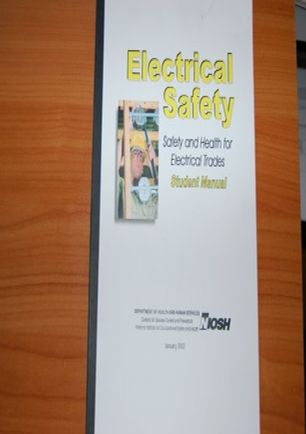 Electrical
Safety
Safety and Health for
Electrical Trades
Student Manual
DEPARTMENT OF HEALTH AND HUMAN SERVICES
Centers for Disease Control and Prevention
National Institute for Occupational Safety and Health
NIOSH
January 2002